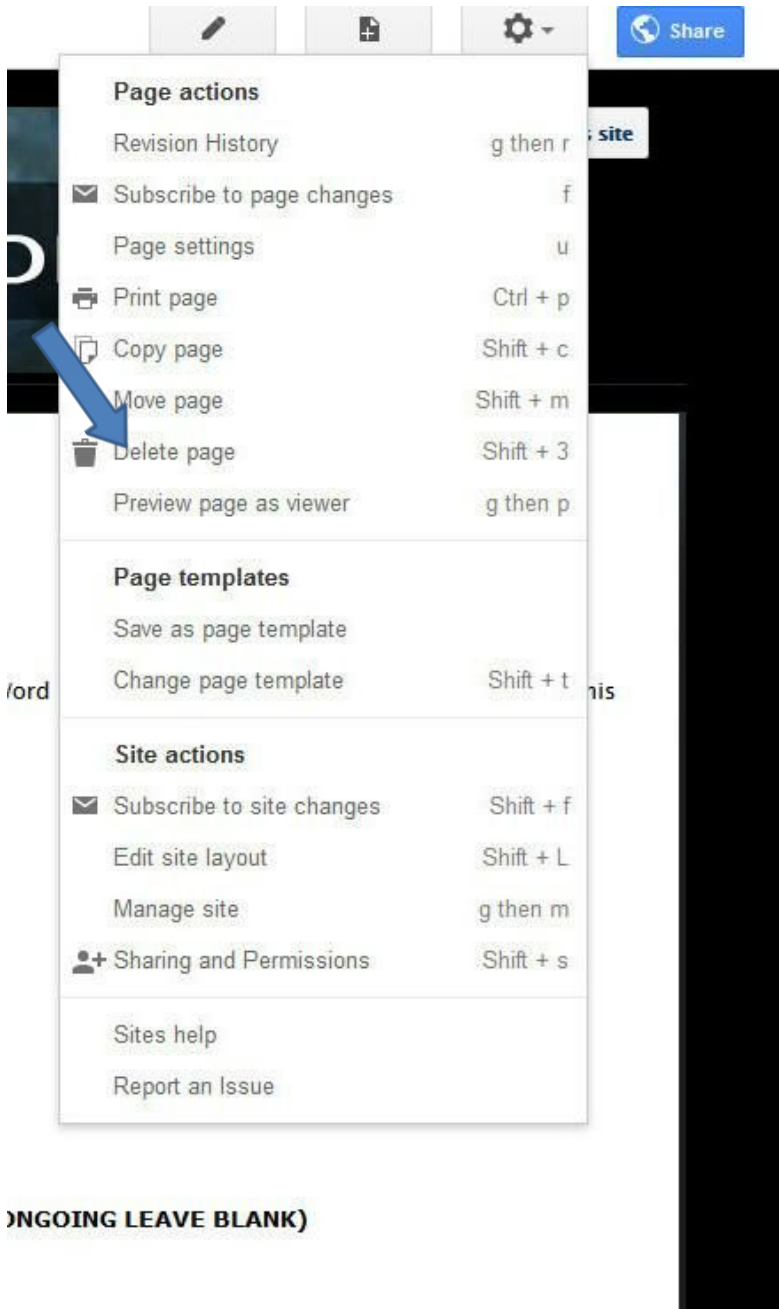 Share
Page actions
Revision History g then r
s site
Subscribe to page changes f
Page settings u
Print page Ctrl + p
Copy page Shift + c
Move page Shift + m
Delete page Shift + 3
Preview page as viewer g then p
Page templates
Save as page template
Change page template Shift + t
Site actions
Subscribe to site changes Shift + f
Edit site layout Shift + L
Manage site g then m
Sharing and Permissions Shift + s
Sites help
Report an Issue
ONGOING LEAVE BLANK)